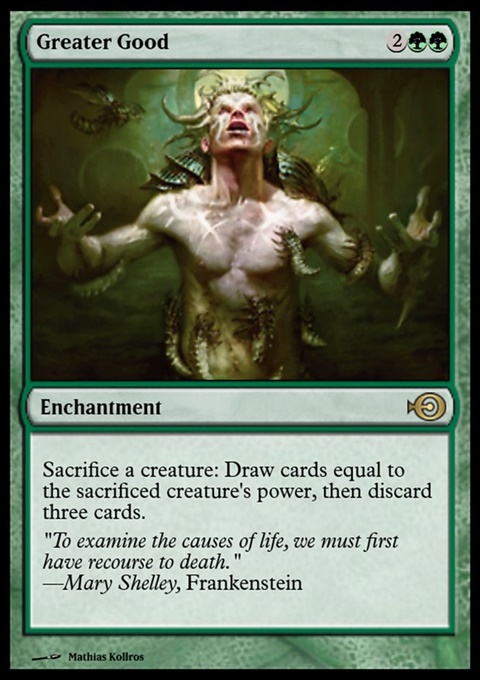 Greater Good
2
Enchantment
Sacrifice a creature: Draw cards equal to
the sacrificed creature's power, then discard
three cards.
"To examine the causes of life, we must first
have recourse to death."
—Mary Shelley, Frankenstein
Mathias Kollros